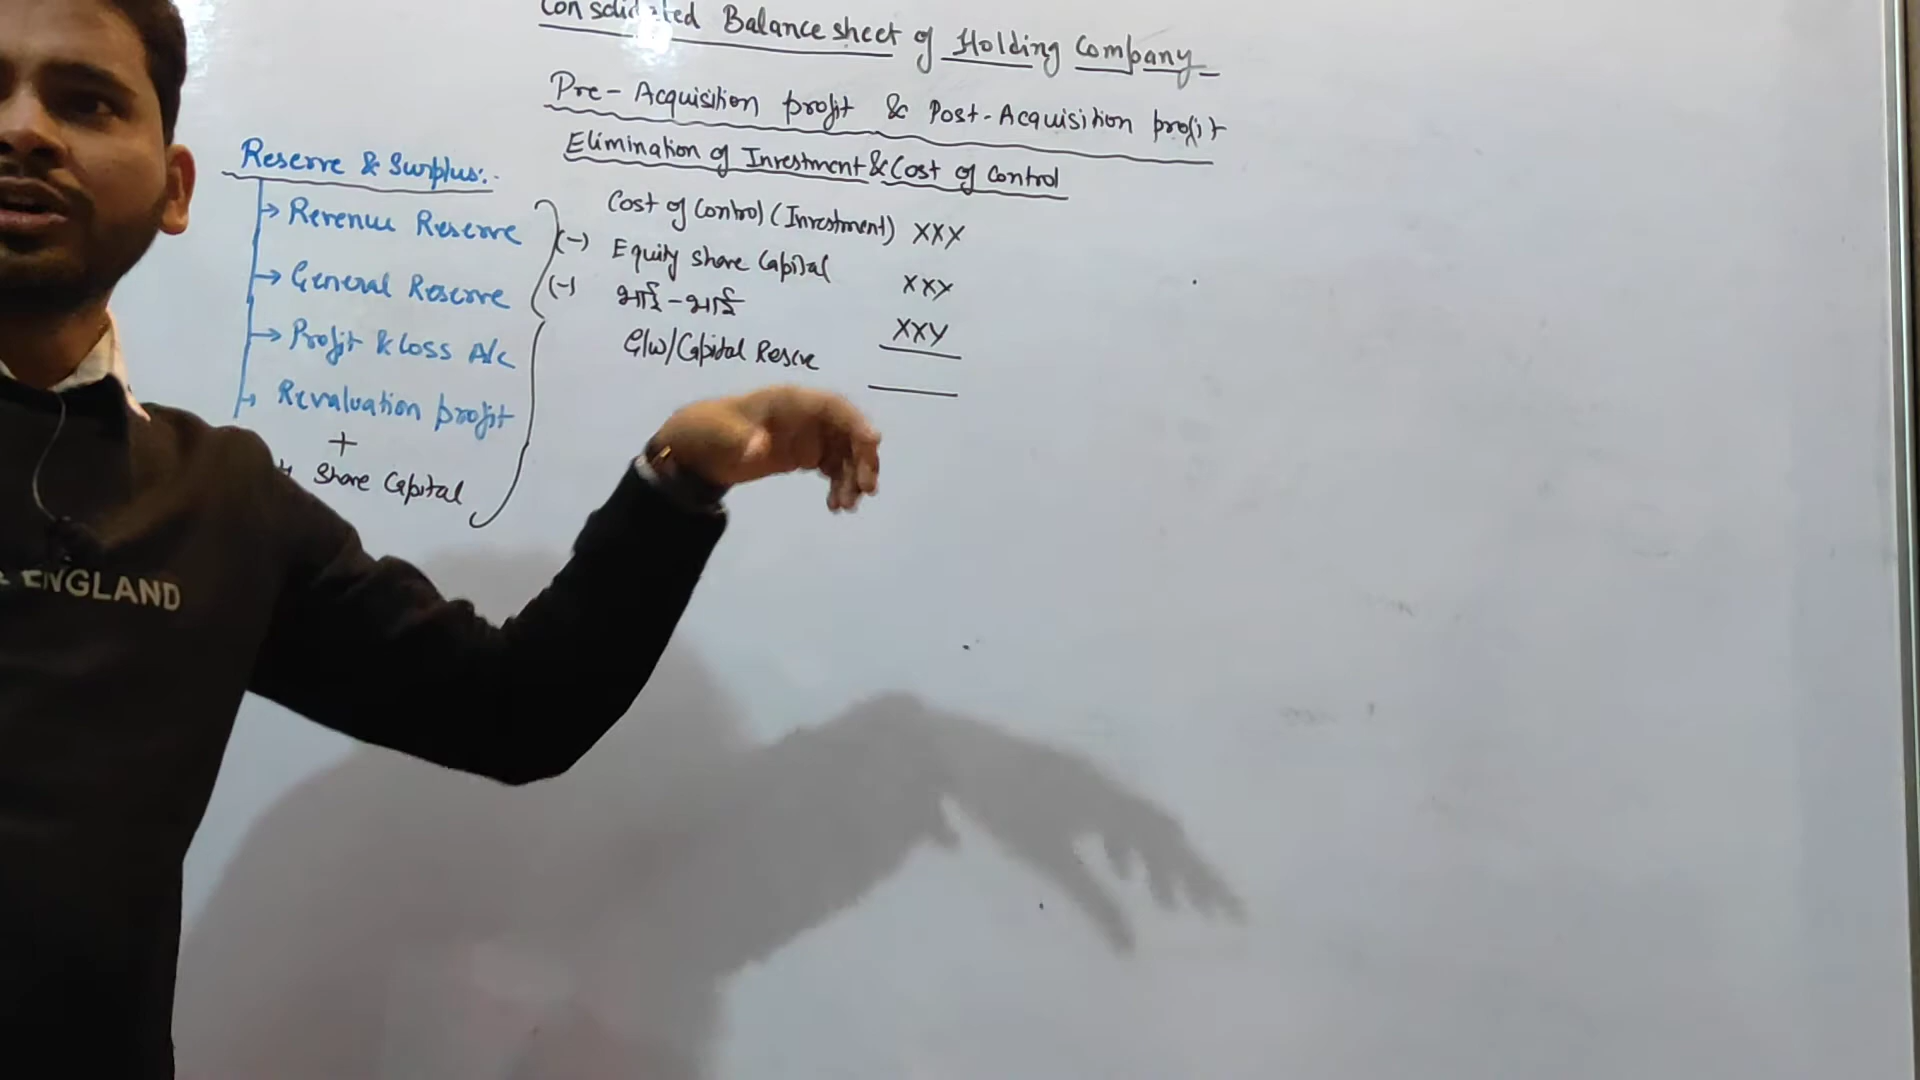 Consolidated Balance sheet of Holding Company
Pre-Acquisition profit & Post-Acquisition profit
Elimination of Investment & Cost of Control
Reserve & Surplus:-
→ Revenue Reserve
→ General Reserve
→ Profit & Loss A/c
→ Revaluation profit
+
Share Capital
Cost of Control (Investment) XXX
(-) Equity Share Capital XXX
(-) भाई-भाई XXX
G/w/Capital Reserve
ENGLAND